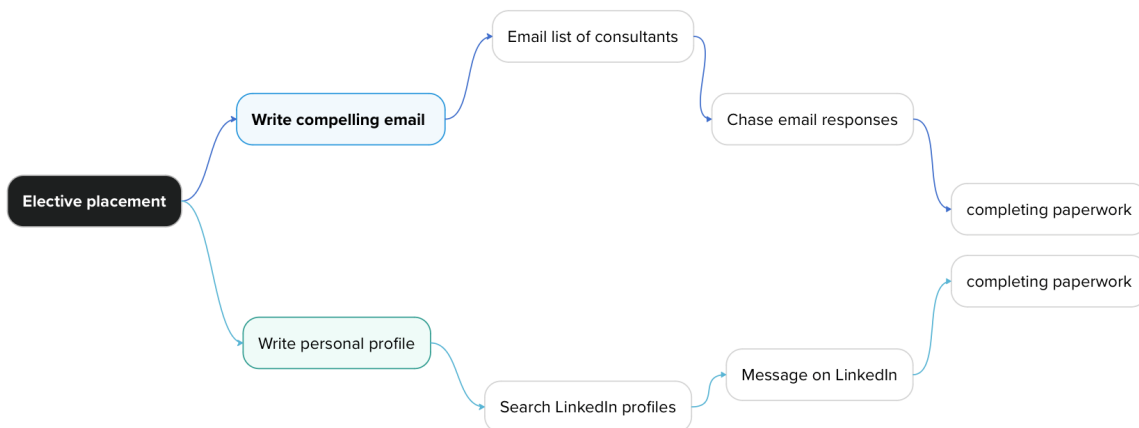 Elective placement
Write compelling email
Email list of consultants
Chase email responses
completing paperwork
Write personal profile
Search LinkedIn profiles
Message on LinkedIn
completing paperwork